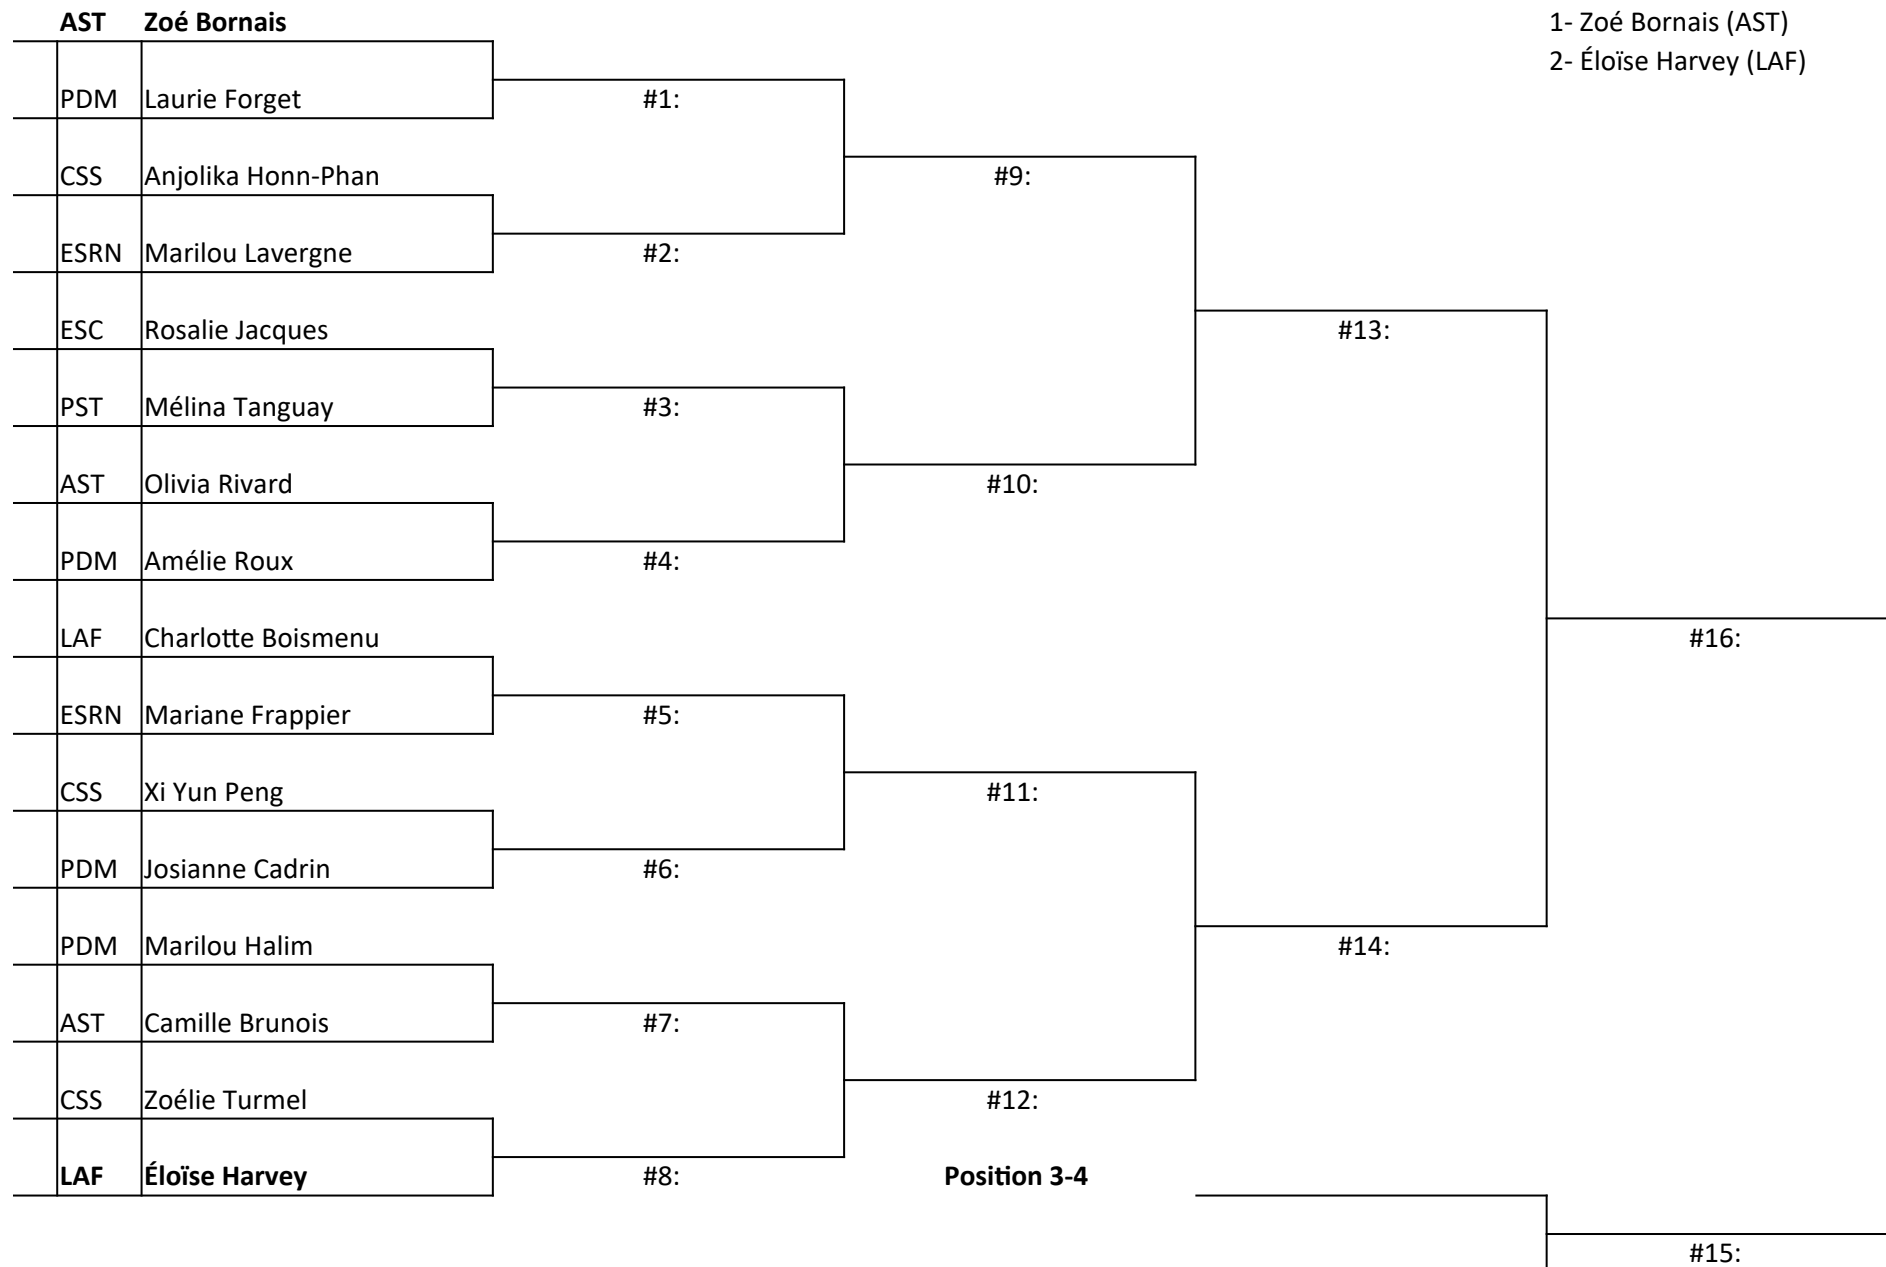 AST Zoé Bornais 1- Zoé Bornais (AST)
2- Éloïse Harvey (LAF)
PDM Laurie Forget #1:
CSS Anjolika Honn-Phan #9:
ESRN Marilou Lavergne #2:
ESC Rosalie Jacques #13:
PST Mélina Tanguay #3:
AST Olivia Rivard #10:
PDM Amélie Roux #4:
LAF Charlotte Boismenu #16:
ESRN Mariane Frappier #5:
CSS Xi Yun Peng #11:
PDM Josianne Cadrin #6:
PDM Marilou Halim #14:
AST Camille Brunois #7:
CSS Zoélie Turmel #12:
LAF Éloïse Harvey #8: Position 3-4
#15: